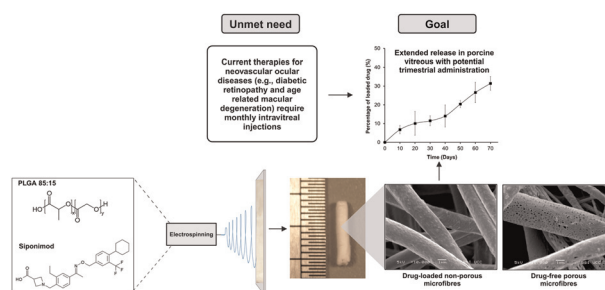 Unmet need
Goal
Current therapies for
neovascular ocular
diseases (e.g., diabetic
retinopathy and age
related macular
degeneration) require
monthly intravitreal
injections
Extended release in porcine
vitreous with potential
trimestrial administration
Percentage of loaded drug (%)
50
40
30
20
10
0
0 10 20 30 40 50 60 70
Time (Days)
PLGA 85:15
HO
O
O
O
O
H
x
y
Siponimod
HO
O
N
N
O
F
F
F
Electrospinning
Drug-loaded non-porous
microfibres
Drug-free porous
microfibres